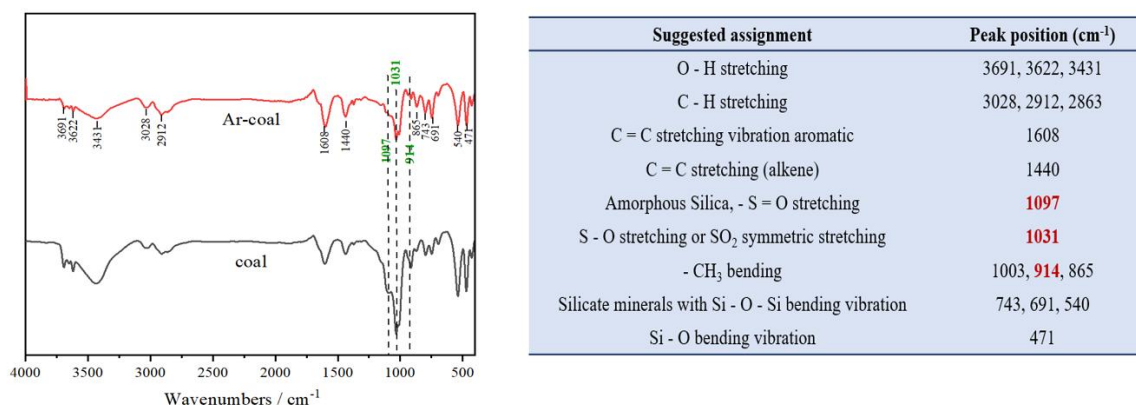 1031
3691
3622
3431
3028
2912
Ar-coal
1608
1440
1097
914
865
743
691
540
471
coal
4000 3500 3000 2500 2000 1500 1000 500
Wavenumbers / cm⁻¹
Suggested assignment Peak position (cm⁻¹)
O - H stretching 3691, 3622, 3431
C - H stretching 3028, 2912, 2863
C = C stretching vibration aromatic 1608
C = C stretching (alkene) 1440
Amorphous Silica, - S = O stretching 1097
S - O stretching or SO₂ symmetric stretching 1031
- CH₃ bending 1003, 914, 865
Silicate minerals with Si - O - Si bending vibration 743, 691, 540
Si - O bending vibration 471